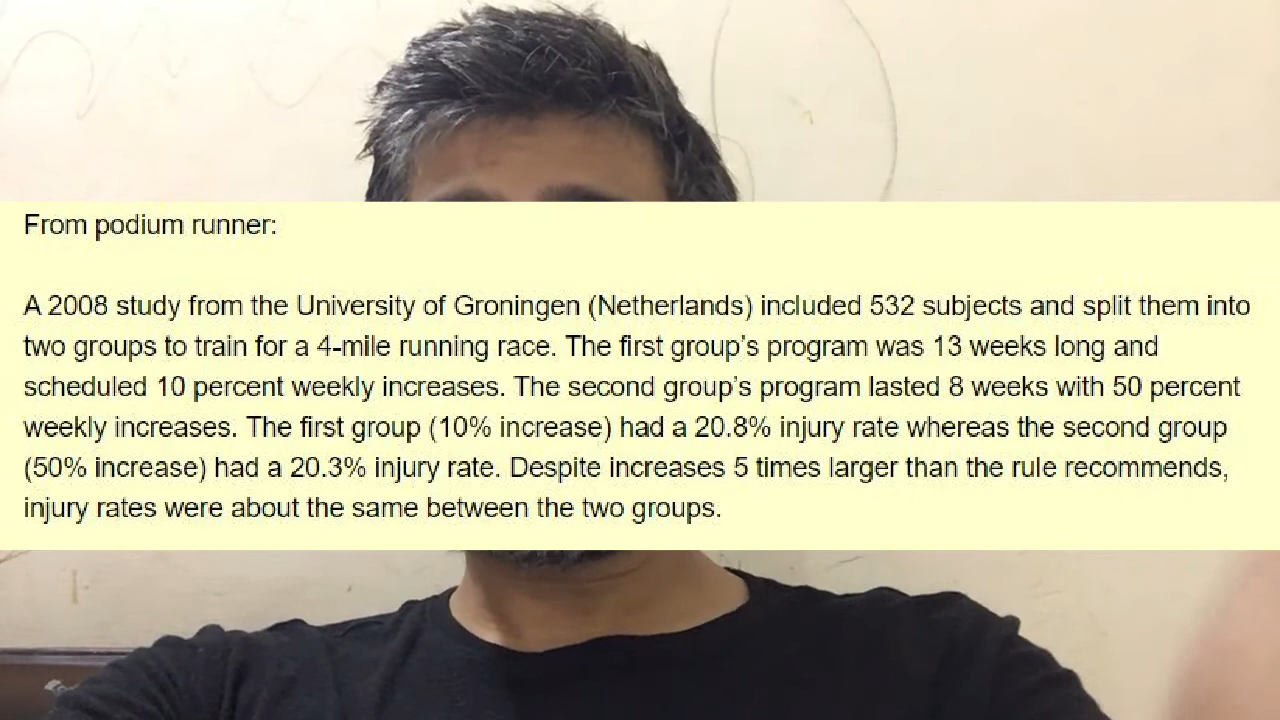 From podium runner:
A 2008 study from the University of Groningen (Netherlands) included 532 subjects and split them into
two groups to train for a 4-mile running race. The first group's program was 13 weeks long and
scheduled 10 percent weekly increases. The second group's program lasted 8 weeks with 50 percent
weekly increases. The first group (10% increase) had a 20.8% injury rate whereas the second group
(50% increase) had a 20.3% injury rate. Despite increases 5 times larger than the rule recommends,
injury rates were about the same between the two groups.